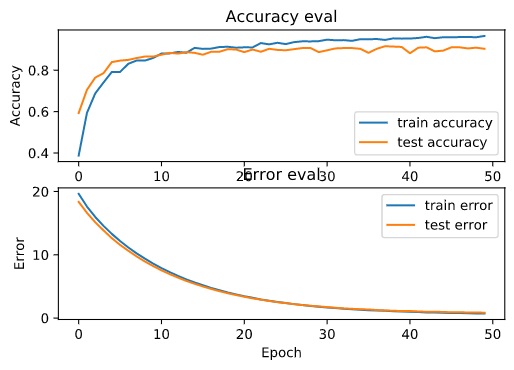 Accuracy eval
Accuracy
0.8
0.6
0.4
train accuracy
test accuracy
0 10 20 30 40 50
Error eval
Error
20
10
0
train error
test error
0 10 20 30 40 50
Epoch